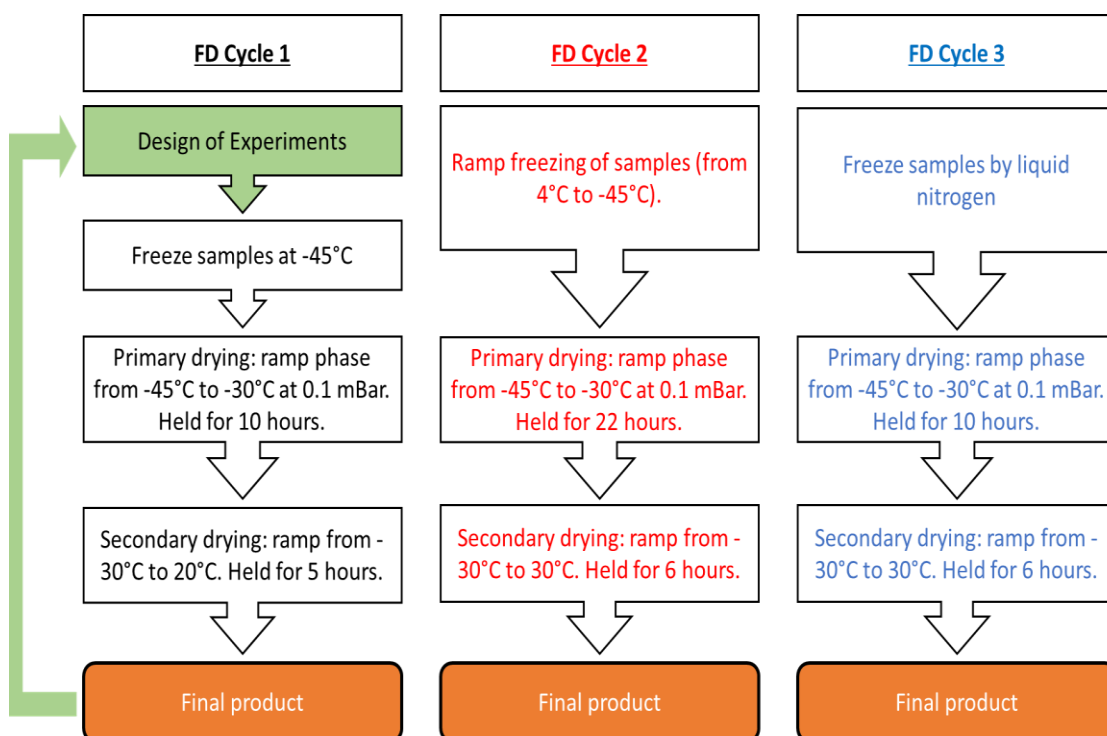 FD Cycle 1
Design of Experiments
Freeze samples at -45°C
Primary drying: ramp phase
from -45°C to -30°C at 0.1 mBar.
Held for 10 hours.
Secondary drying: ramp from -
30°C to 20°C. Held for 5 hours.
Final product
FD Cycle 2
Ramp freezing of samples (from
4°C to -45°C).
Primary drying: ramp phase
from -45°C to -30°C at 0.1 mBar.
Held for 22 hours.
Secondary drying: ramp from -
30°C to 30°C. Held for 6 hours.
Final product
FD Cycle 3
Freeze samples by liquid
nitrogen
Primary drying: ramp phase
from -45°C to -30°C at 0.1 mBar.
Held for 10 hours.
Secondary drying: ramp from -
30°C to 30°C. Held for 6 hours.
Final product